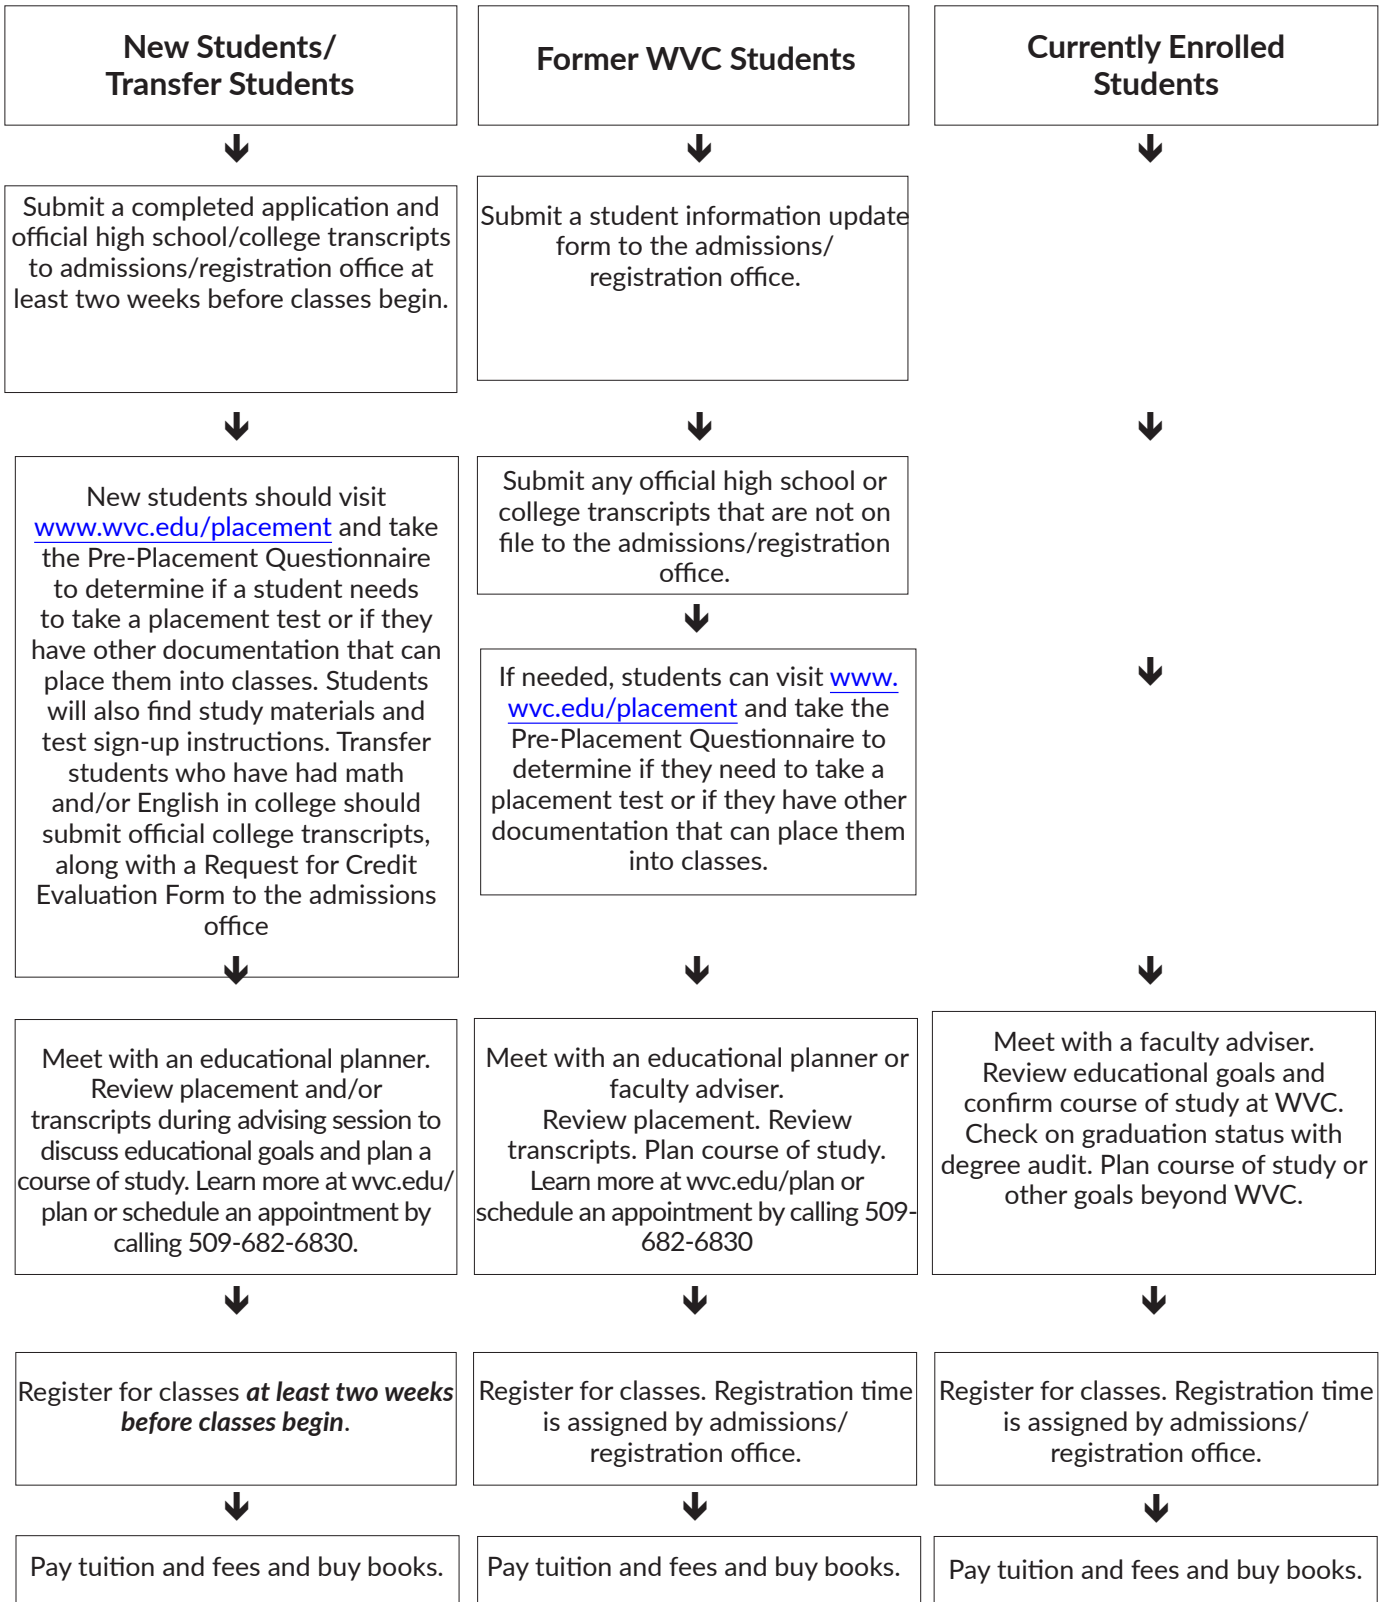 New Students/
Transfer Students
Former WVC Students
Currently Enrolled
Students
Submit a completed application and
official high school/college transcripts
to admissions/registration office at
least two weeks before classes begin.
Submit a student information update
form to the admissions/
registration office.
New students should visit
www.wvc.edu/placement and take
the Pre-Placement Questionnaire
to determine if a student needs
to take a placement test or if they
have other documentation that can
place them into classes. Students
will also find study materials and
test sign-up instructions. Transfer
students who have had math
and/or English in college should
submit official college transcripts,
along with a Request for Credit
Evaluation Form to the admissions
office
Submit any official high school or
college transcripts that are not on
file to the admissions/registration
office.
If needed, students can visit www.
wvc.edu/placement and take the
Pre-Placement Questionnaire to
determine if they need to take a
placement test or if they have other
documentation that can place them
into classes.
Meet with an educational planner.
Review placement and/or
transcripts during advising session to
discuss educational goals and plan a
course of study. Learn more at wvc.edu/
plan or schedule an appointment by
calling 509-682-6830.
Meet with an educational planner or
faculty adviser.
Review placement. Review
transcripts. Plan course of study.
Learn more at wvc.edu/plan or
schedule an appointment by calling 509-
682-6830
Meet with a faculty adviser.
Review educational goals and
confirm course of study at WVC.
Check on graduation status with
degree audit. Plan course of study or
other goals beyond WVC.
Register for classes at least two weeks
before classes begin.
Register for classes. Registration time
is assigned by admissions/
registration office.
Register for classes. Registration time
is assigned by admissions/
registration office.
Pay tuition and fees and buy books.
Pay tuition and fees and buy books.
Pay tuition and fees and buy books.